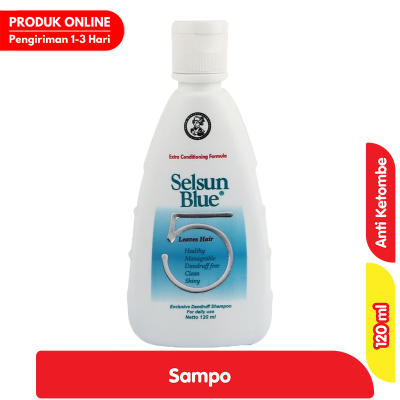 PRODUK ONLINE
Pengiriman 1-3 Hari
Extra Conditioning Formula
Selsun
Blue®
5
Leaves Hair
Healthy
Manageable
Dandruff free
Clean
Shiny
Exclusive Dandruff Shampoo
For daily use
Netto 120 ml
Anti Ketombe
120 ml
Sampo